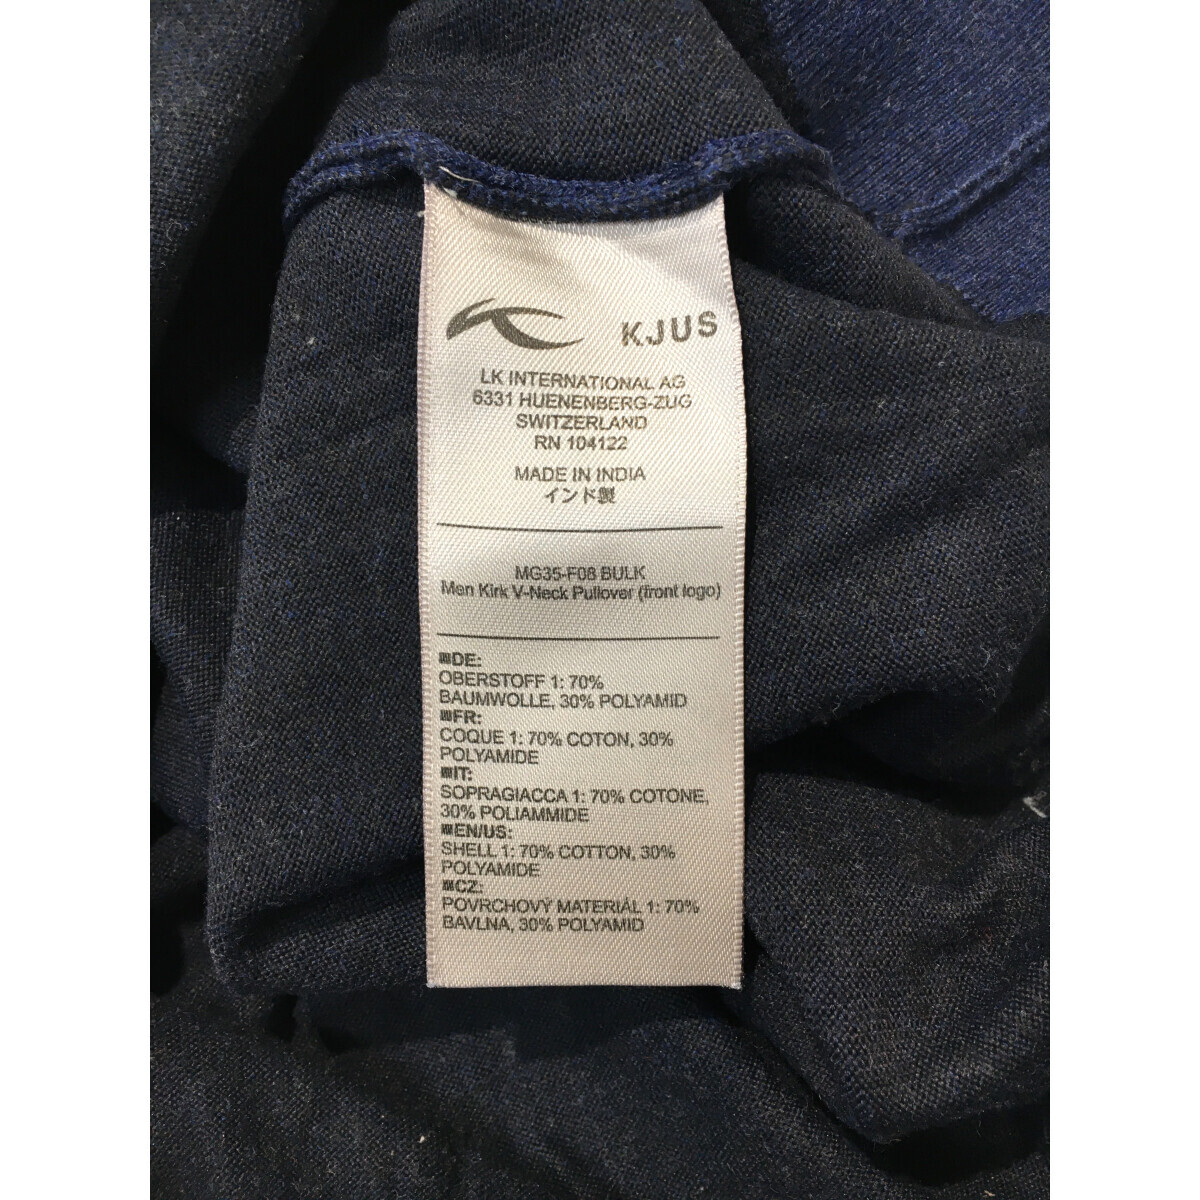 KJUS
LK INTERNATIONAL AG
6331 HUENENBERG-ZUG
SWITZERLAND
RN 104122
MADE IN INDIA
インド製
MG35-F08 BULK
Men Kirk V-Neck Pullover (front logo)
DE:
OBERSTOFF 1: 70%
BAUMWOLLE, 30% POLYAMID
FR:
COQUE 1: 70% COTON, 30%
POLYAMIDE
IT:
SOPRAGIACCA 1: 70% COTONE,
30% POLIAMMIDE
EN/US:
SHELL 1: 70% COTTON, 30%
POLYAMIDE
CZ:
POVRCHOVÝ MATERIÁL 1: 70%
BAVLNA, 30% POLYAMID